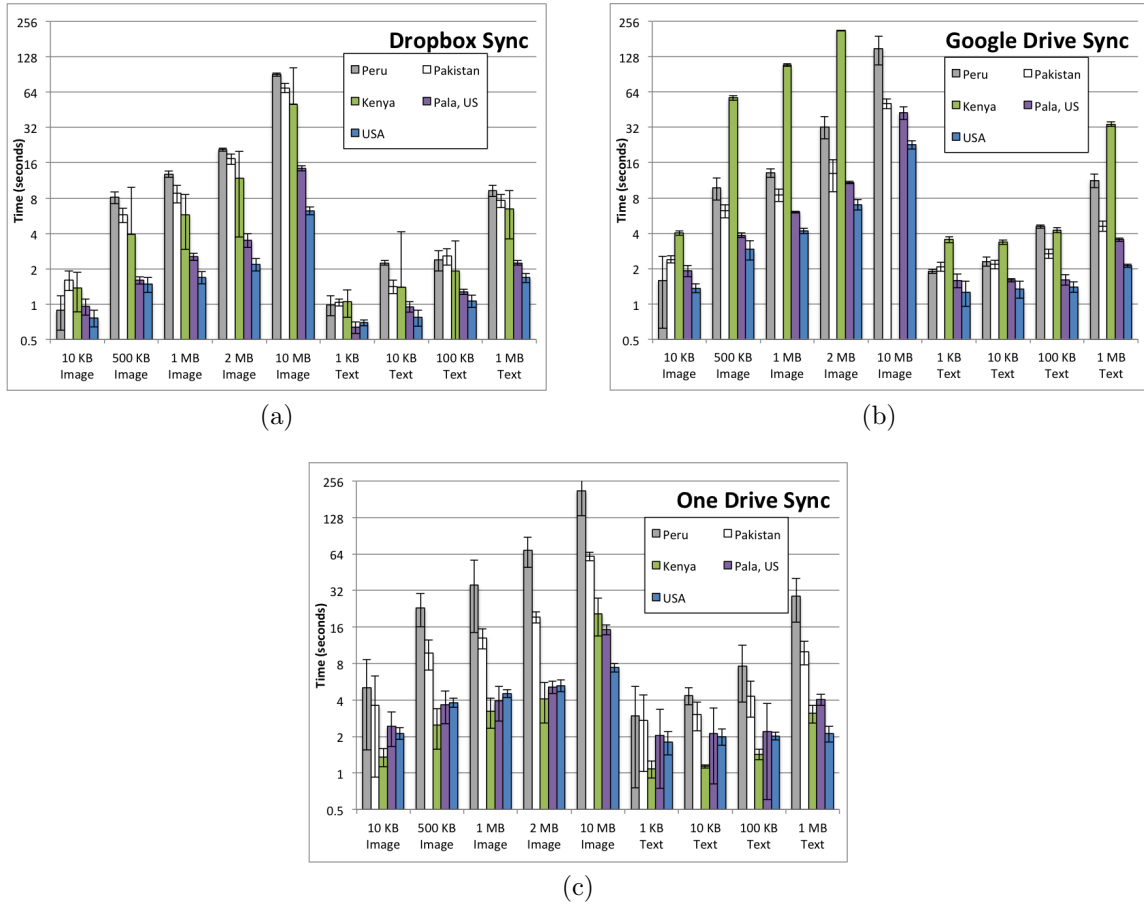 Dropbox Sync
Time (seconds)
256
128
64
32
16
8
4
2
1
0.5
Peru
Pakistan
Kenya
Pala, US
USA
10 KB 500 KB 1 MB 2 MB 10 MB 1 KB 10 KB 100 KB 1 MB
Image Image Image Image Image Text Text Text Text
(a)
Google Drive Sync
Time (seconds)
256
128
64
32
16
8
4
2
1
0.5
Peru
Pakistan
Kenya
Pala, US
USA
10 KB 500 KB 1 MB 2 MB 10 MB 1 KB 10 KB 100 KB 1 MB
Image Image Image Image Image Text Text Text Text
(b)
One Drive Sync
Time (seconds)
256
128
64
32
16
8
4
2
1
0.5
Peru
Pakistan
Kenya
Pala, US
USA
10 KB 500 KB 1 MB 2 MB 10 MB 1 KB 10 KB 100 KB 1 MB
Image Image Image Image Image Text Text Text Text
(c)